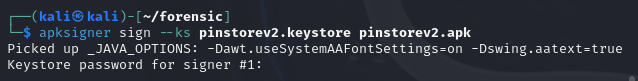 ┌──(kali㉿kali)-[~/forensic]
└─$ apksigner sign --ks pinstorev2.keystore pinstorev2.apk
Picked up _JAVA_OPTIONS: -Dawt.useSystemAAFontSettings=on -Dswing.aatext=true
Keystore password for signer #1: